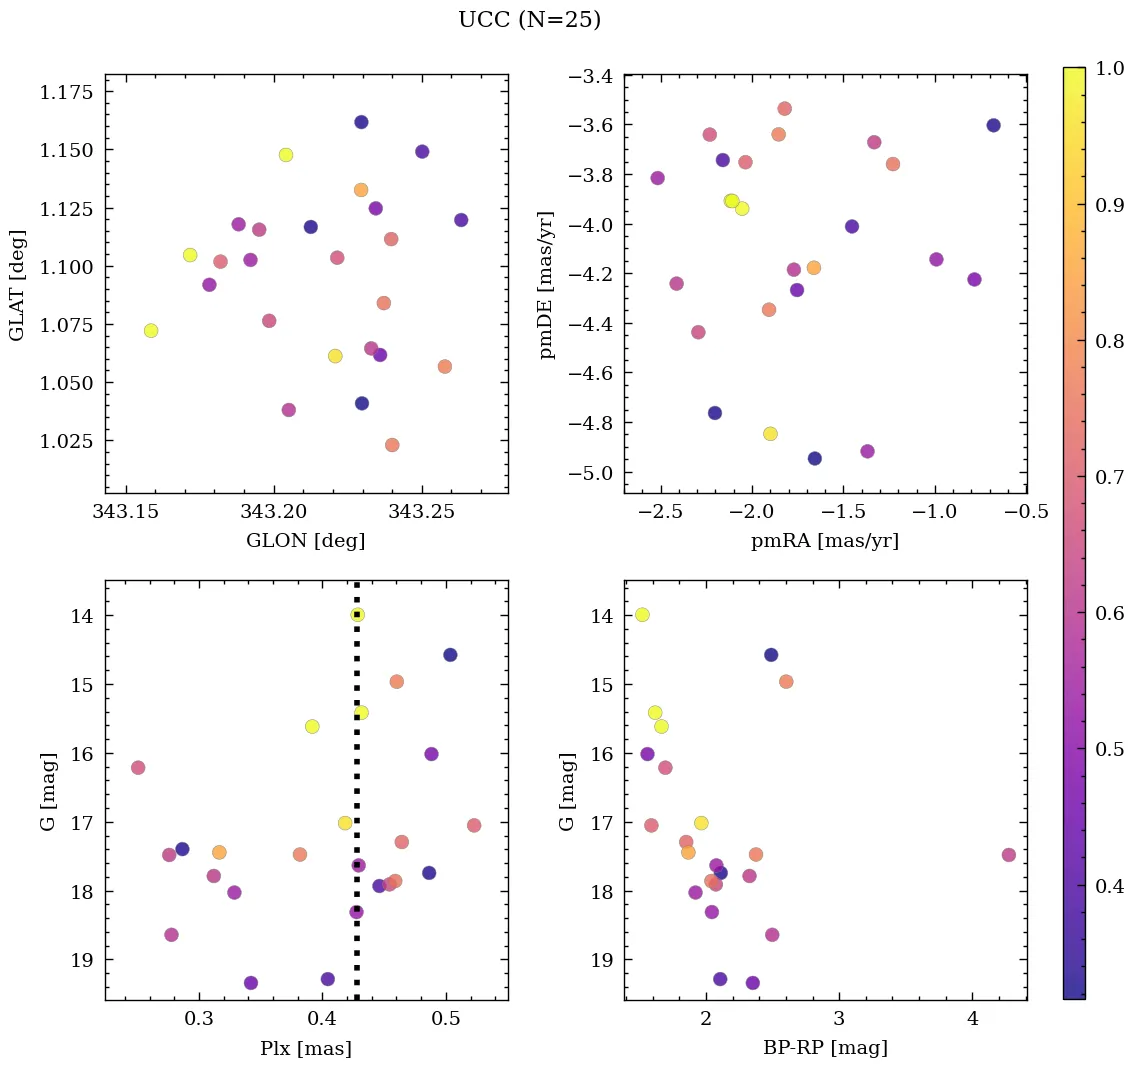 UCC (N=25)
1.175
1.150
1.125
1.100
1.075
1.050
1.025
GLAT [deg]
343.15 343.20 343.25
GLON [deg]
−3.4
−3.6
−3.8
−4.0
−4.2
−4.4
−4.6
−4.8
−5.0
pmDE [mas/yr]
−2.5 −2.0 −1.5 −1.0 −0.5
pmRA [mas/yr]
14
15
16
17
18
19
G [mag]
0.3 0.4 0.5
Plx [mas]
14
15
16
17
18
19
G [mag]
2 3 4
BP-RP [mag]
1.0
0.9
0.8
0.7
0.6
0.5
0.4